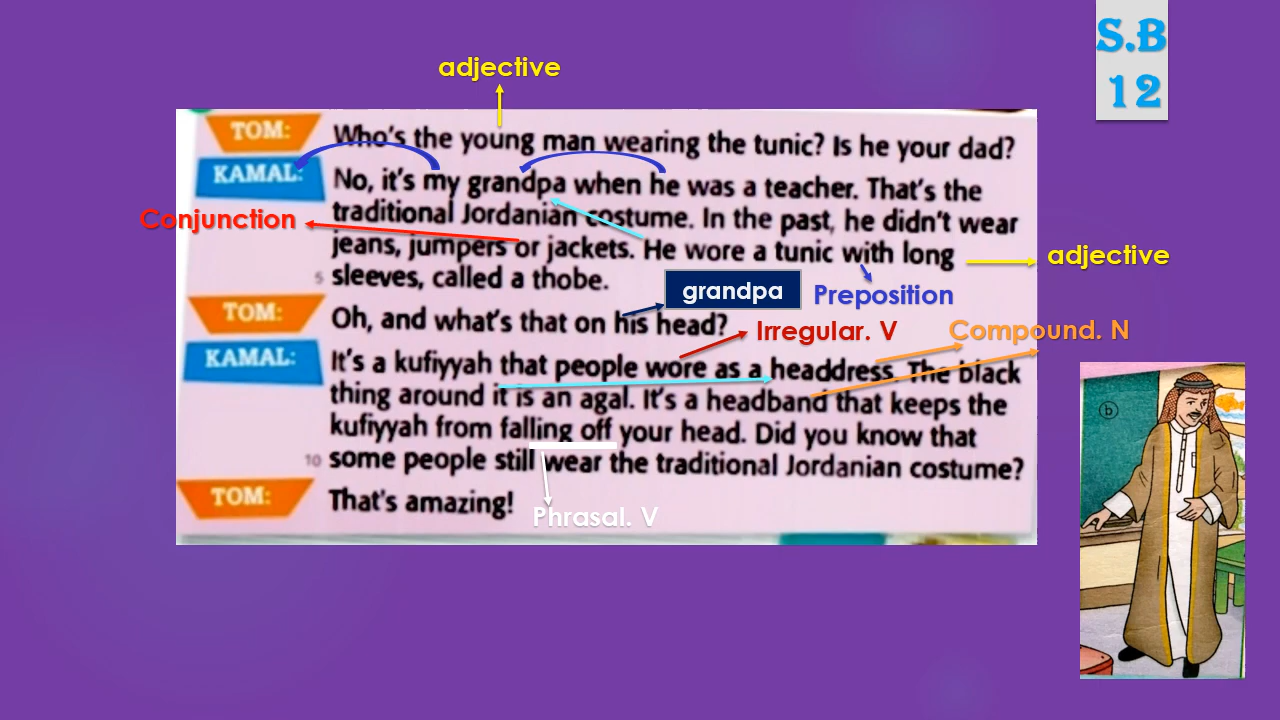 S.B
12
adjective
TOM: Who's the young man wearing the tunic? Is he your dad?
KAMAL: No, it's my grandpa when he was a teacher. That's the
traditional Jordanian costume. In the past, he didn't wear
Conjunction
jeans, jumpers or jackets. He wore a tunic with long
adjective
5 sleeves, called a thobe.
grandpa
Preposition
TOM: Oh, and what's that on his head?
Irregular. V
Compound. N
KAMAL: It's a kufiyyah that people wore as a headdress. The black
thing around it is an agal. It's a headband that keeps the
kufiyyah from falling off your head. Did you know that
10 some people still wear the traditional Jordanian costume?
TOM: That's amazing!
Phrasal. V
b